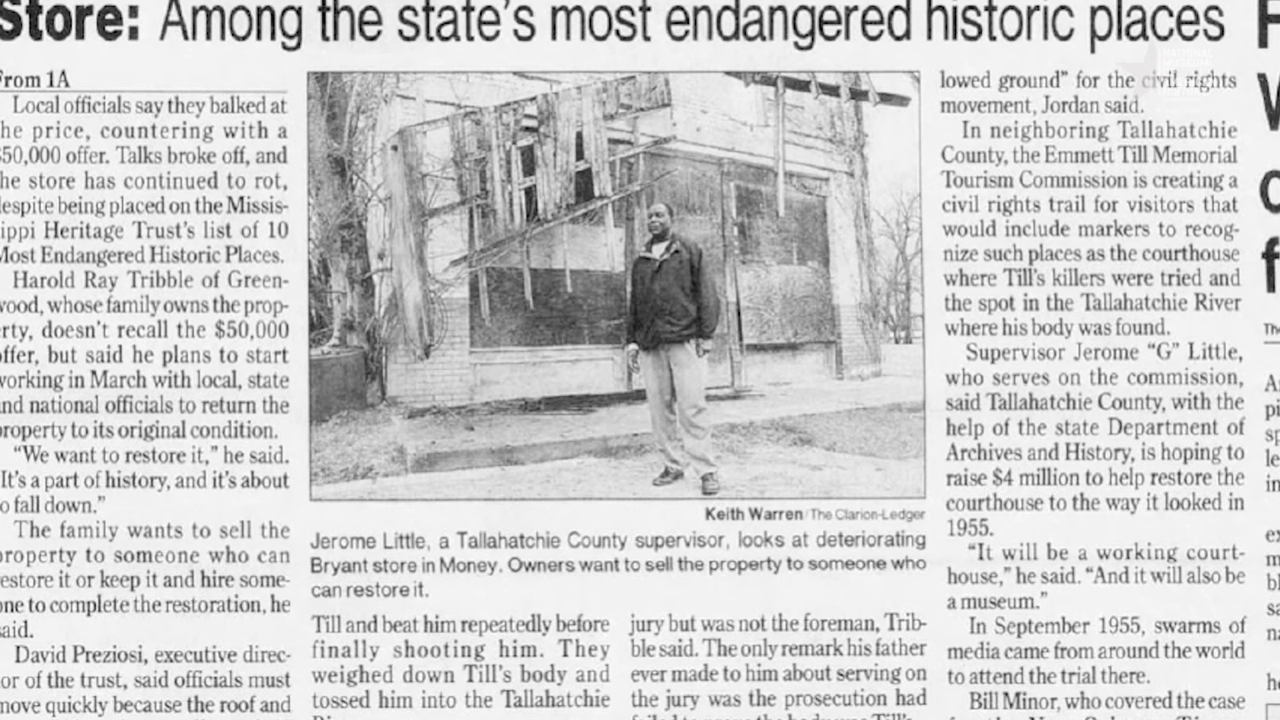 Store: Among the state's most endangered historic places
From 1A
Local officials say they balked at
he price, countering with a
$50,000 offer. Talks broke off, and
he store has continued to rot,
despite being placed on the Missis-
ippi Heritage Trust's list of 10
Most Endangered Historic Places.
Harold Ray Tribble of Green-
wood, whose family owns the prop-
erty, doesn't recall the $50,000
offer, but said he plans to start
working in March with local, state
and national officials to return the
property to its original condition.
"We want to restore it," he said.
It's a part of history, and it's about
to fall down."
The family wants to sell the
property to someone who can
restore it or keep it and hire some-
one to complete the restoration, he
said.
David Preziosi, executive direc-
or of the trust, said officials must
move quickly because the roof and
Keith Warren/The Clarion-Ledger
Jerome Little, a Tallahatchie County supervisor, looks at deteriorating
Bryant store in Money. Owners want to sell the property to someone who
can restore it.
Till and beat him repeatedly before
finally shooting him. They
weighed down Till's body and
tossed him into the Tallahatchie
jury but was not the foreman, Trib-
ble said. The only remark his father
ever made to him about serving on
the jury was the prosecution had
lowed ground" for the civil rights
movement, Jordan said.
In neighboring Tallahatchie
County, the Emmett Till Memorial
Tourism Commission is creating a
civil rights trail for visitors that
would include markers to recog-
nize such places as the courthouse
where Till's killers were tried and
the spot in the Tallahatchie River
where his body was found.
Supervisor Jerome "G" Little,
who serves on the commission,
said Tallahatchie County, with the
help of the state Department of
Archives and History, is hoping to
raise $4 million to help restore the
courthouse to the way it looked in
1955.
"It will be a working court-
house," he said. "And it will also be
a museum."
In September 1955, swarms of
media came from around the world
to attend the trial there.
Bill Minor, who covered the case